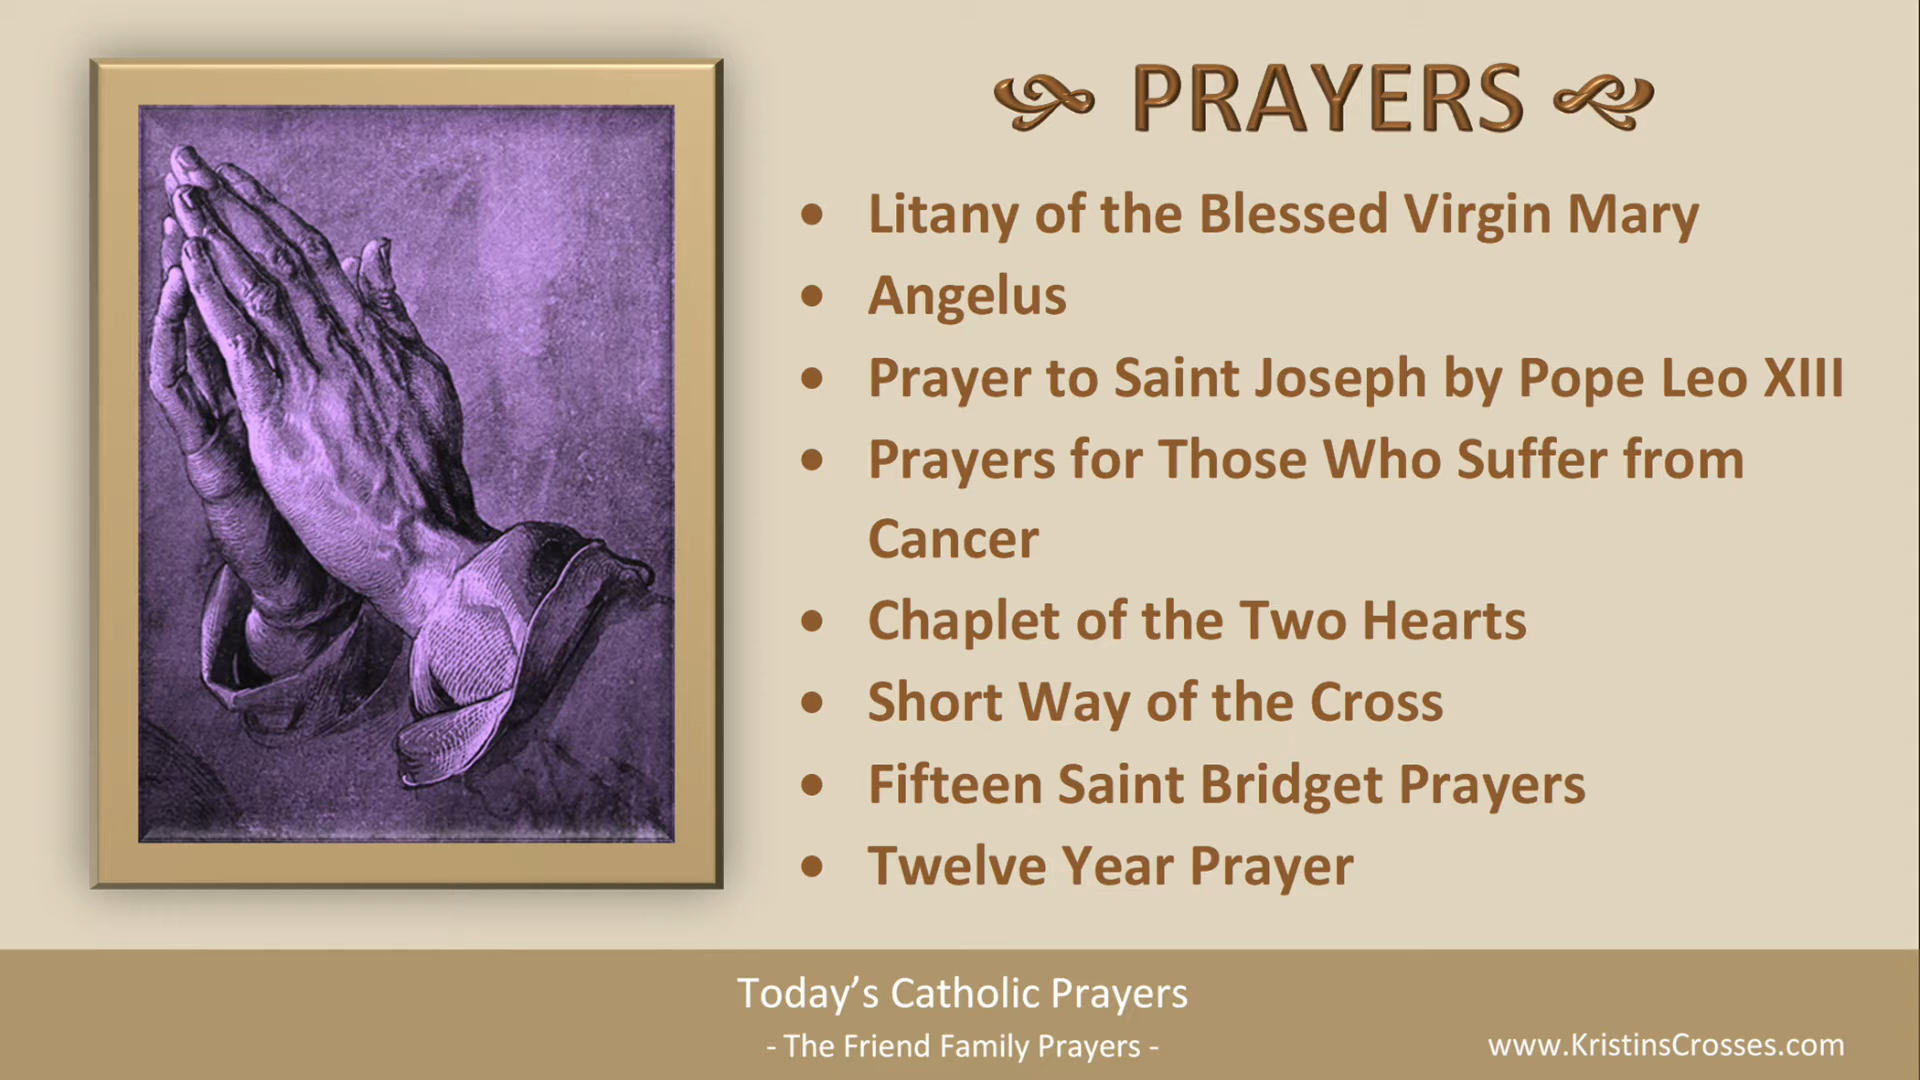 PRAYERS
• Litany of the Blessed Virgin Mary
• Angelus
• Prayer to Saint Joseph by Pope Leo XIII
• Prayers for Those Who Suffer from
Cancer
• Chaplet of the Two Hearts
• Short Way of the Cross
• Fifteen Saint Bridget Prayers
• Twelve Year Prayer
Today’s Catholic Prayers
- The Friend Family Prayers -
www.KristinsCrosses.com